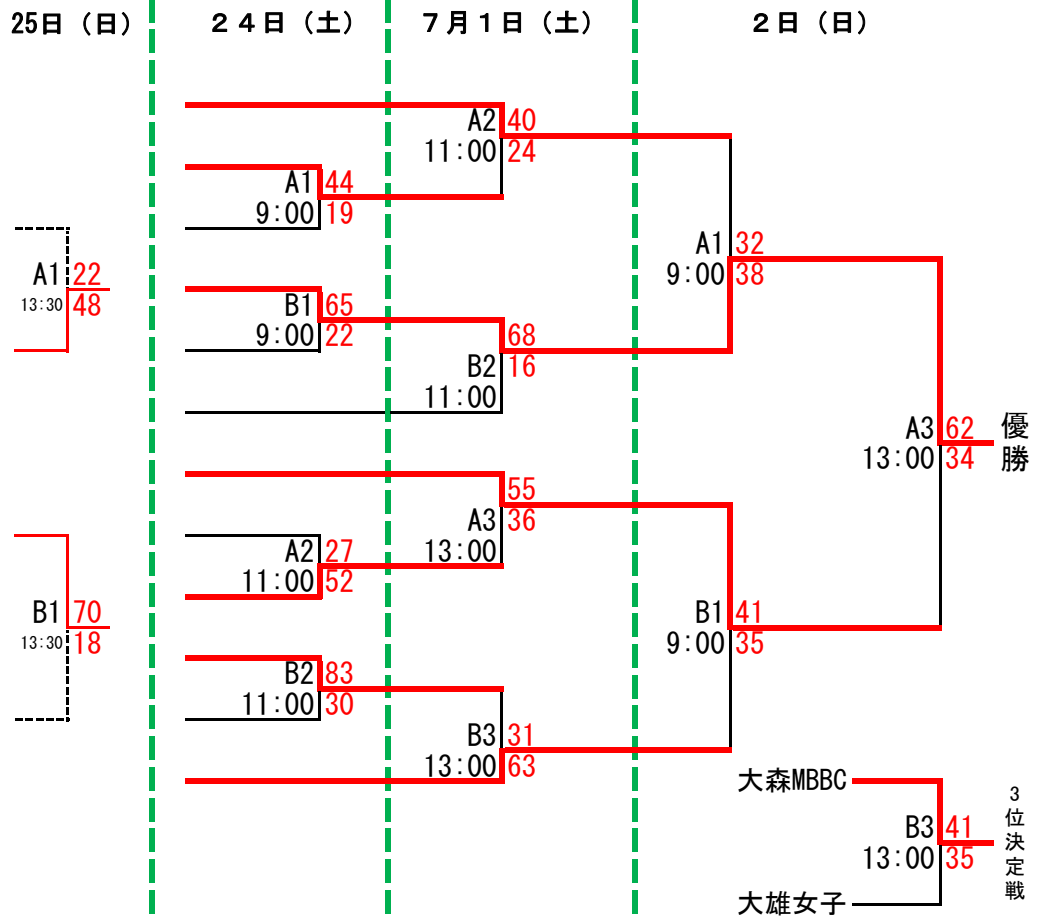 25日（日） ２４日（土） ７月１日（土） ２日（日）
A1 22
13:30 48
B1 70
13:30 18
A1 44
9:00 19
B1 65
9:00 22
A2 27
11:00 52
B2 83
11:00 30
A2 40
11:00 24
68
B2 16
11:00
55
A3 36
13:00
B3 31
13:00 63
A1 32
9:00 38
B1 41
9:00 35
A3 62
13:00 34
優勝
大森MBBC
B3 41
13:00 35
大雄女子
3位決定戦